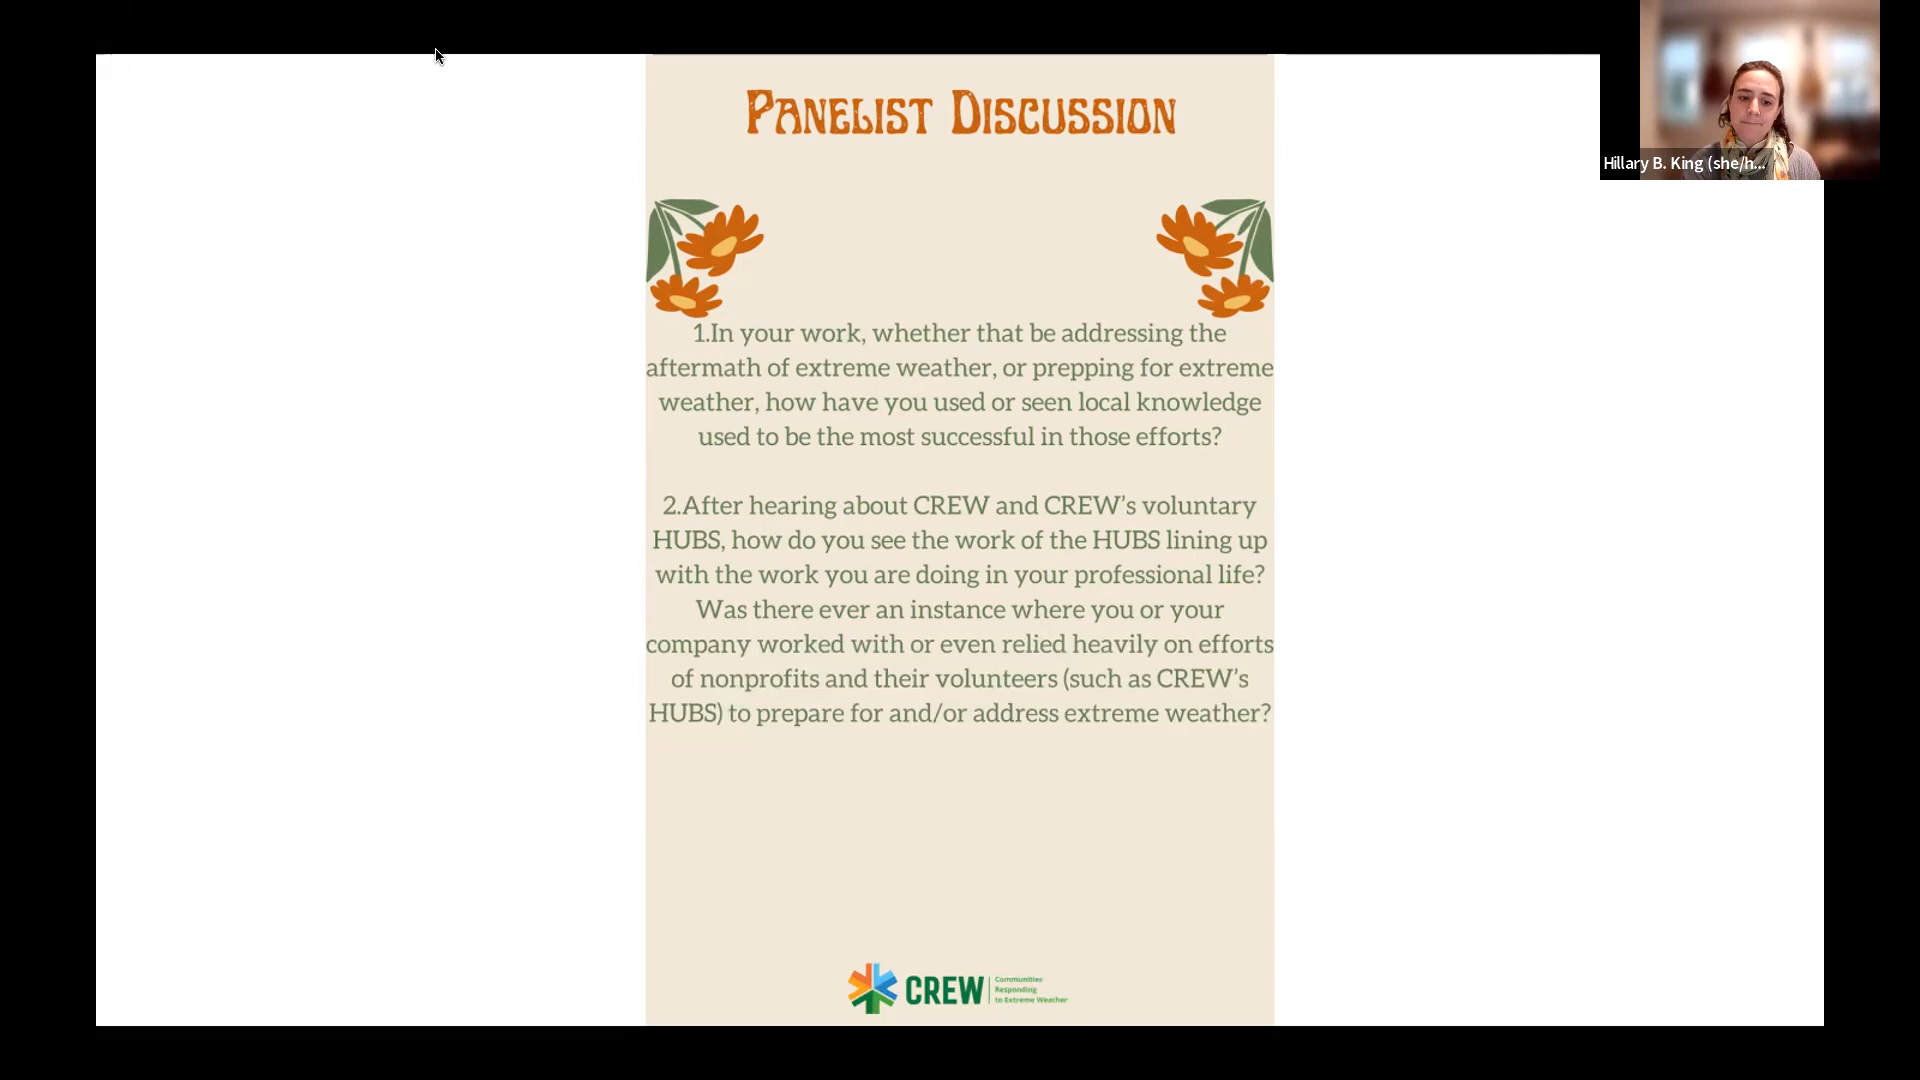 Panelist Discussion
Hillary B. King (she/h...
1.In your work, whether that be addressing the
aftermath of extreme weather, or prepping for extreme
weather, how have you used or seen local knowledge
used to be the most successful in those efforts?
2.After hearing about CREW and CREW’s voluntary
HUBS, how do you see the work of the HUBS lining up
with the work you are doing in your professional life?
Was there ever an instance where you or your
company worked with or even relied heavily on efforts
of nonprofits and their volunteers (such as CREW’s
HUBS) to prepare for and/or address extreme weather?
CREW
Communities
Responding
to Extreme Weather